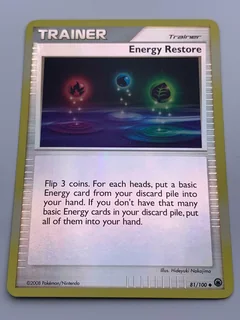 TRAINER
Trainer
Energy Restore
Flip 3 coins. For each heads, put a basic
Energy card from your discard pile into
your hand. If you don't have that many
basic Energy cards in your discard pile, put
all of them into your hand.
Illus. Hideyuki Nakajima
©2008 Pokémon/Nintendo
81/100